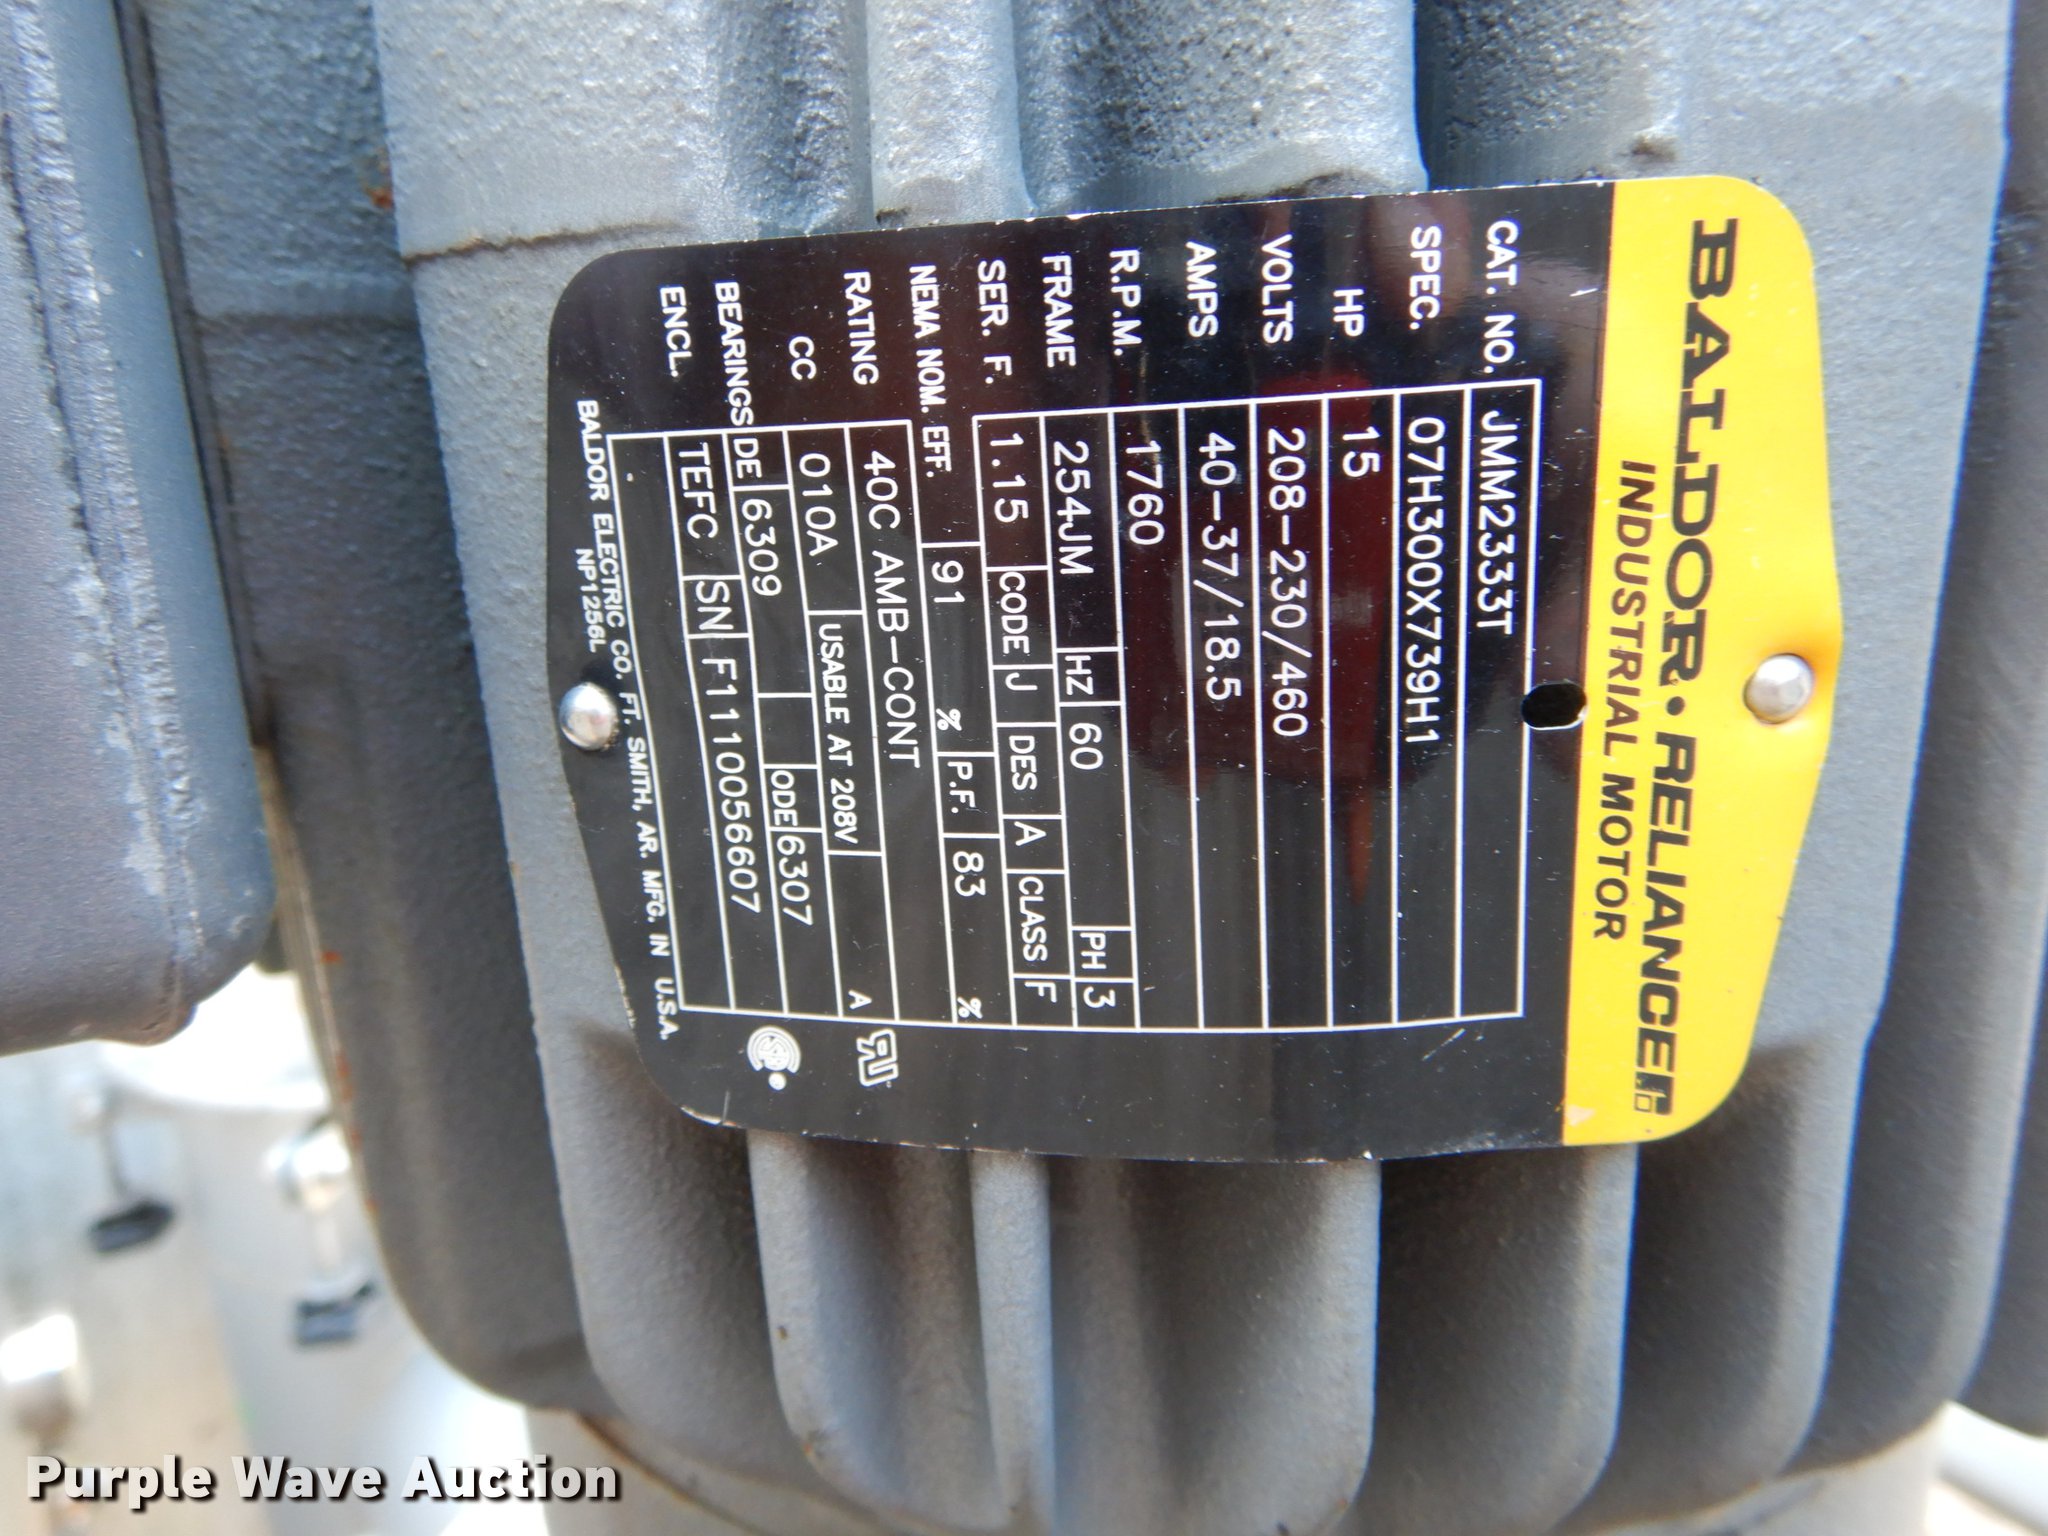 BALDOR • RELIANCE
INDUSTRIAL MOTOR
CAT. NO. JMM2333T
SPEC. 07H300X739H1
HP 15
VOLTS 208-230/460
AMPS 40-37/18.5
R.P.M. 1760
FRAME 254JM HZ 60 PH 3
SER. F. 1.15 CODE J DES A CLASS F
NEMA NOM. EFF. 91 % P.F. 83 %
RATING 40C AMB-CONT
CC 010A USABLE AT 208V A
BEARINGS DE 6309 ODE 6307
ENCL. TEFC SN F1110056607
BALDOR ELECTRIC CO. FT. SMITH, AR. MFG. IN U.S.A.
NP1256L
Purple Wave Auction